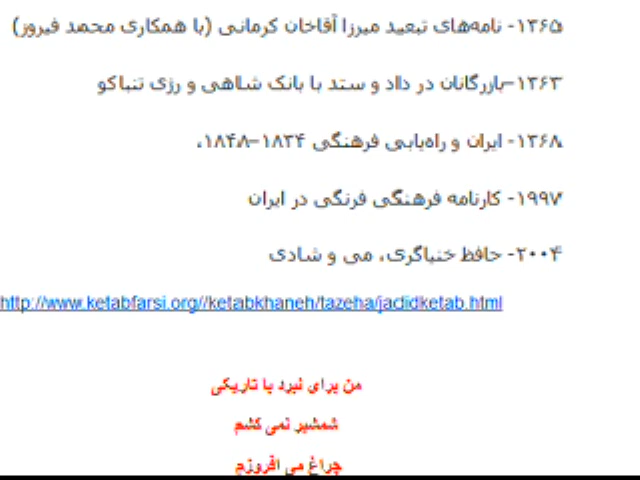 ۱۳۶۵- نامه‌های تبعید میرزا آقاخان کرمانی (با همکاری محمد فیروز)
۱۳۶۳–بازرگانان در داد و ستد با بانک شاهی و رژی تنباکو
۱۳۶۸- ایران و راه‌یابی فرهنگی ۱۸۳۴–۱۸۴۸،
۱۹۹۷- کارنامه فرهنگی فرنگی در ایران
۲۰۰۴- حافظ خنیاگری، می و شادی
http://www.ketabfarsi.org//ketabkhaneh/tazeha/jadidketab.html
من برای نبرد با تاریکی
شمشیر نمی کشم
چراغ می افروزم